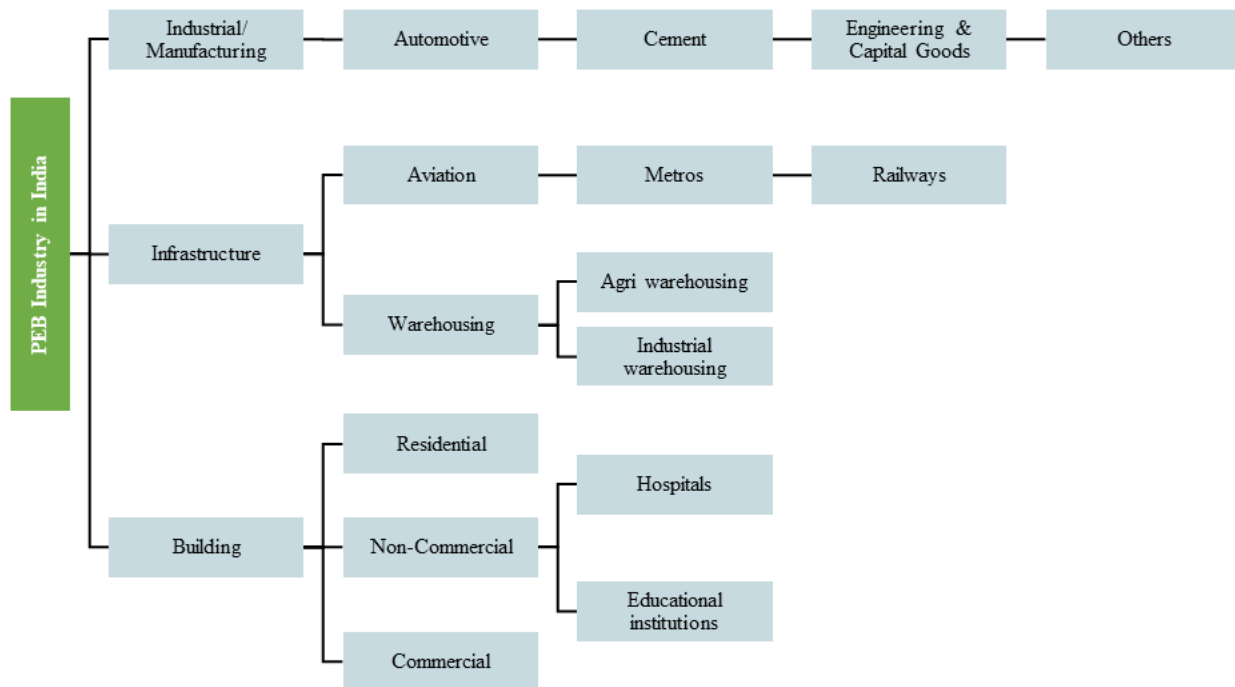 PEB Industry in India
Industrial/
Manufacturing
Automotive
Cement
Engineering &
Capital Goods
Others
Infrastructure
Aviation
Metros
Railways
Warehousing
Agri warehousing
Industrial
warehousing
Building
Residential
Non-Commercial
Hospitals
Educational
institutions
Commercial